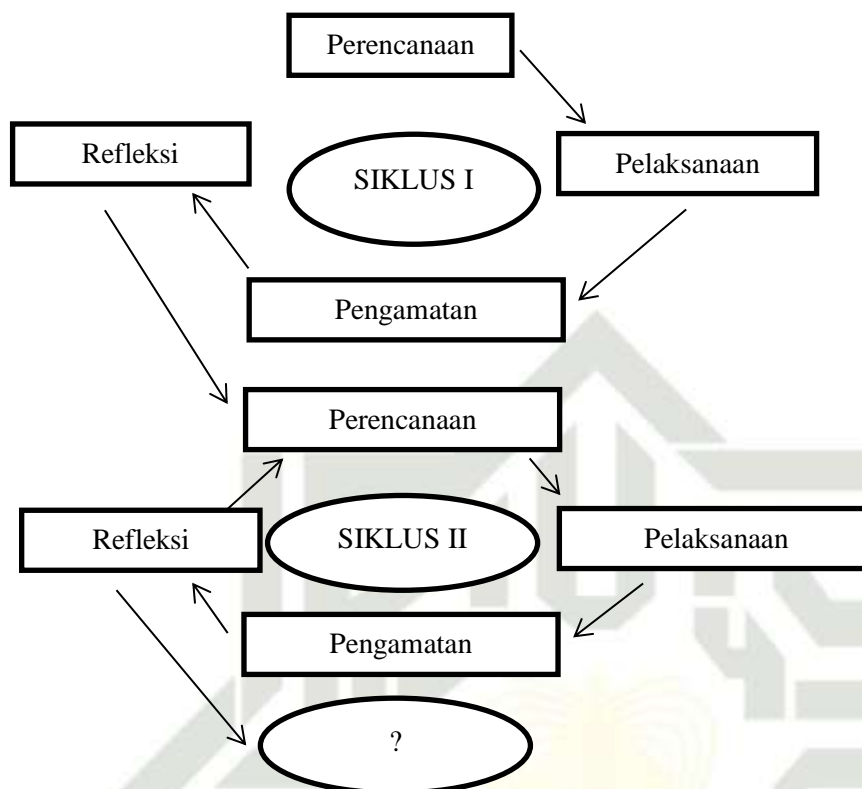 Perencanaan
Refleksi
SIKLUS I
Pelaksanaan
Pengamatan
Perencanaan
Refleksi
SIKLUS II
Pelaksanaan
Pengamatan
?